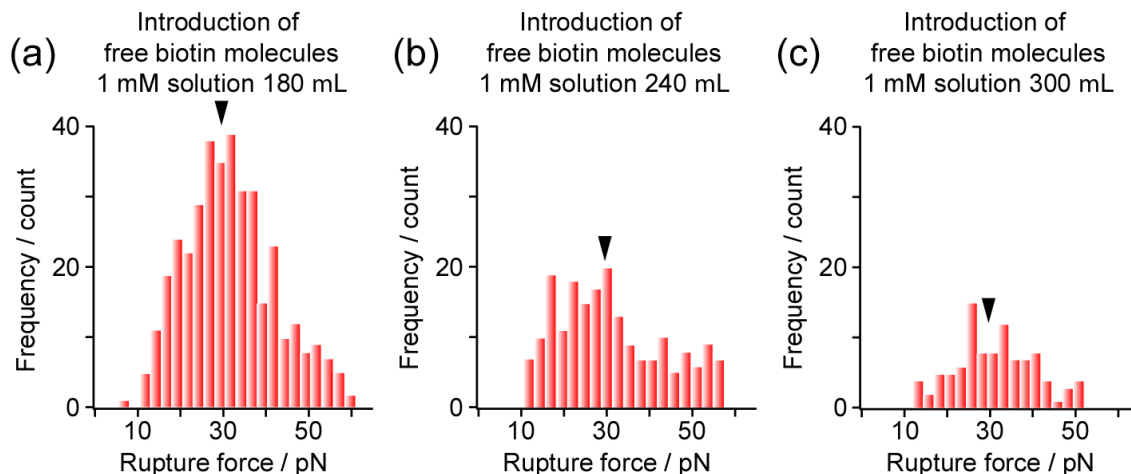 (a)
Introduction of
free biotin molecules
1 mM solution 180 mL
40
20
0
Frequency / count
10 30 50
Rupture force / pN
(b)
Introduction of
free biotin molecules
1 mM solution 240 mL
40
20
0
Frequency / count
10 30 50
Rupture force / pN
(c)
Introduction of
free biotin molecules
1 mM solution 300 mL
40
20
0
Frequency / count
10 30 50
Rupture force / pN